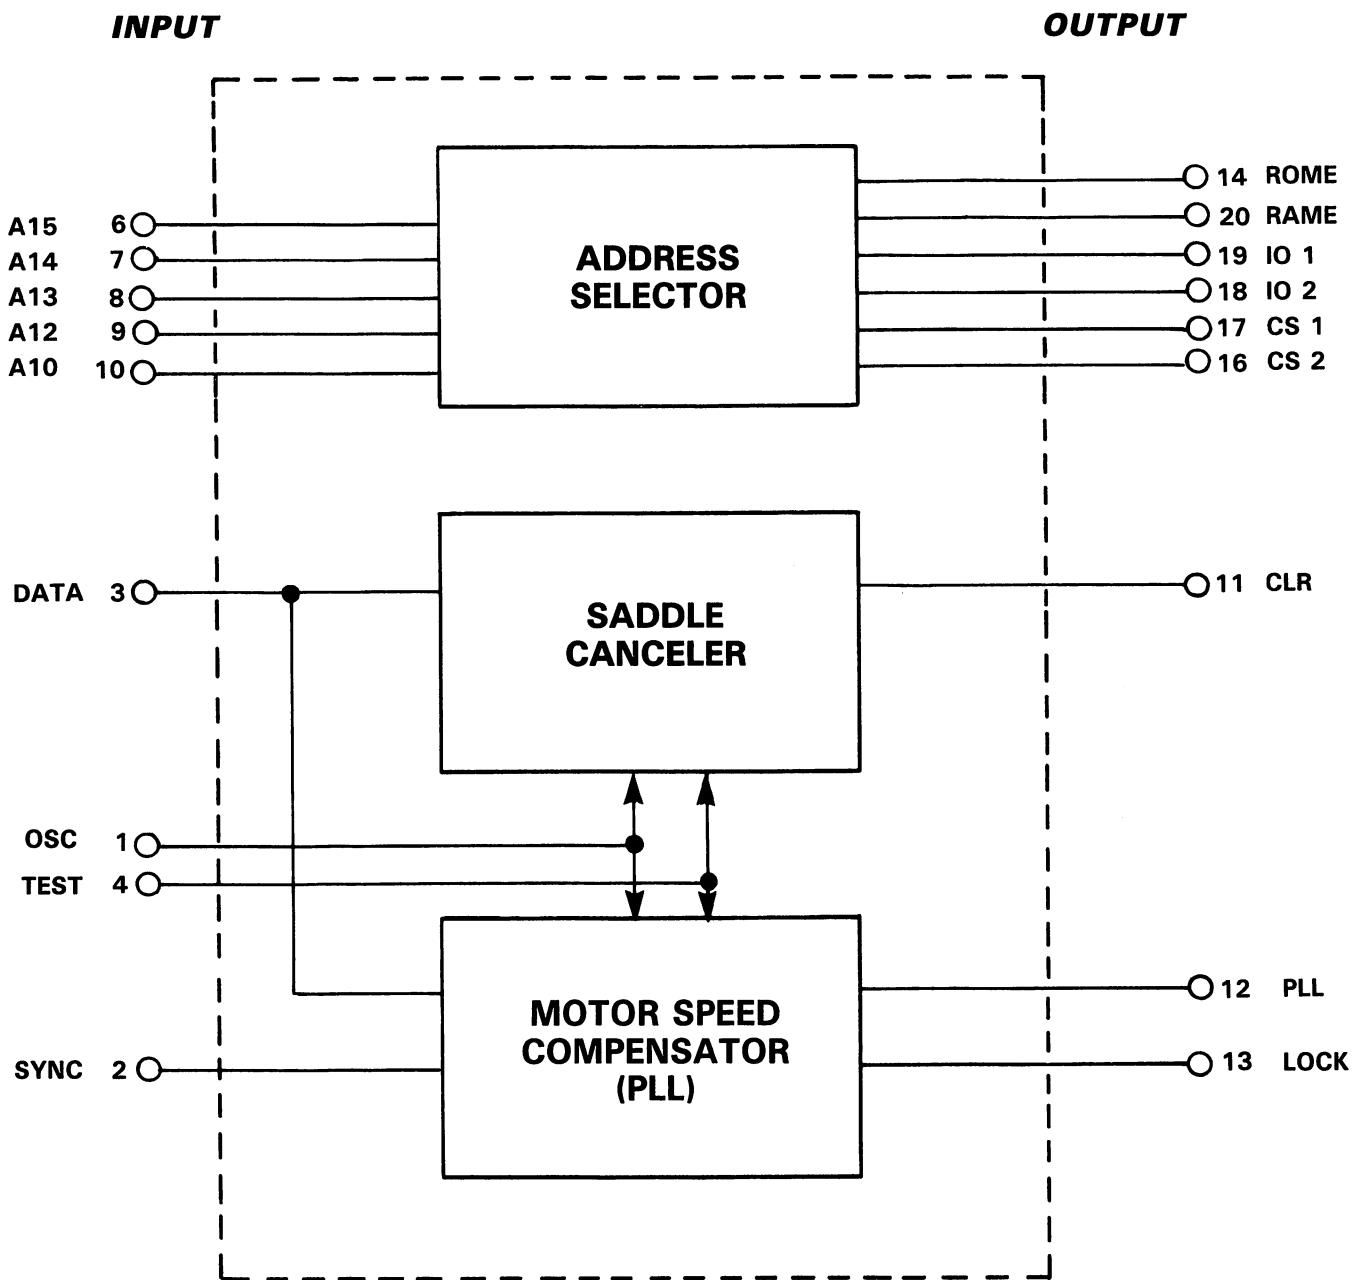 INPUT
OUTPUT
A15 6
A14 7
A13 8
A12 9
A10 10
ADDRESS
SELECTOR
14 ROME
20 RAME
19 IO 1
18 IO 2
17 CS 1
16 CS 2
DATA 3
SADDLE
CANCELER
11 CLR
OSC 1
TEST 4
SYNC 2
MOTOR SPEED
COMPENSATOR
(PLL)
12 PLL
13 LOCK